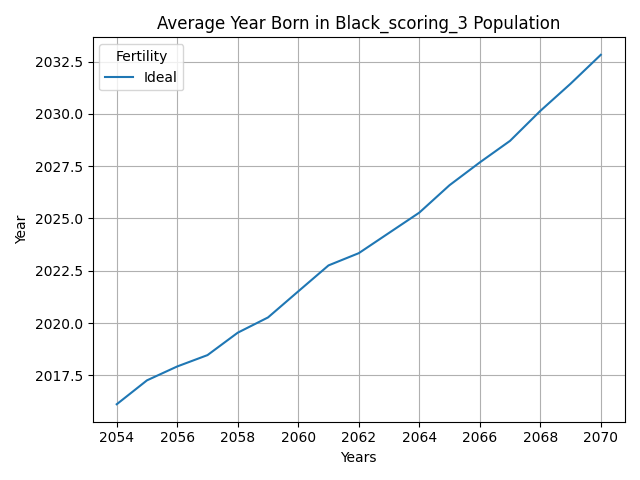 Average Year Born in Black_scoring_3 Population
Fertility
Ideal
2032.5
2030.0
2027.5
2025.0
2022.5
2020.0
2017.5
Year
2054 2056 2058 2060 2062 2064 2066 2068 2070
Years